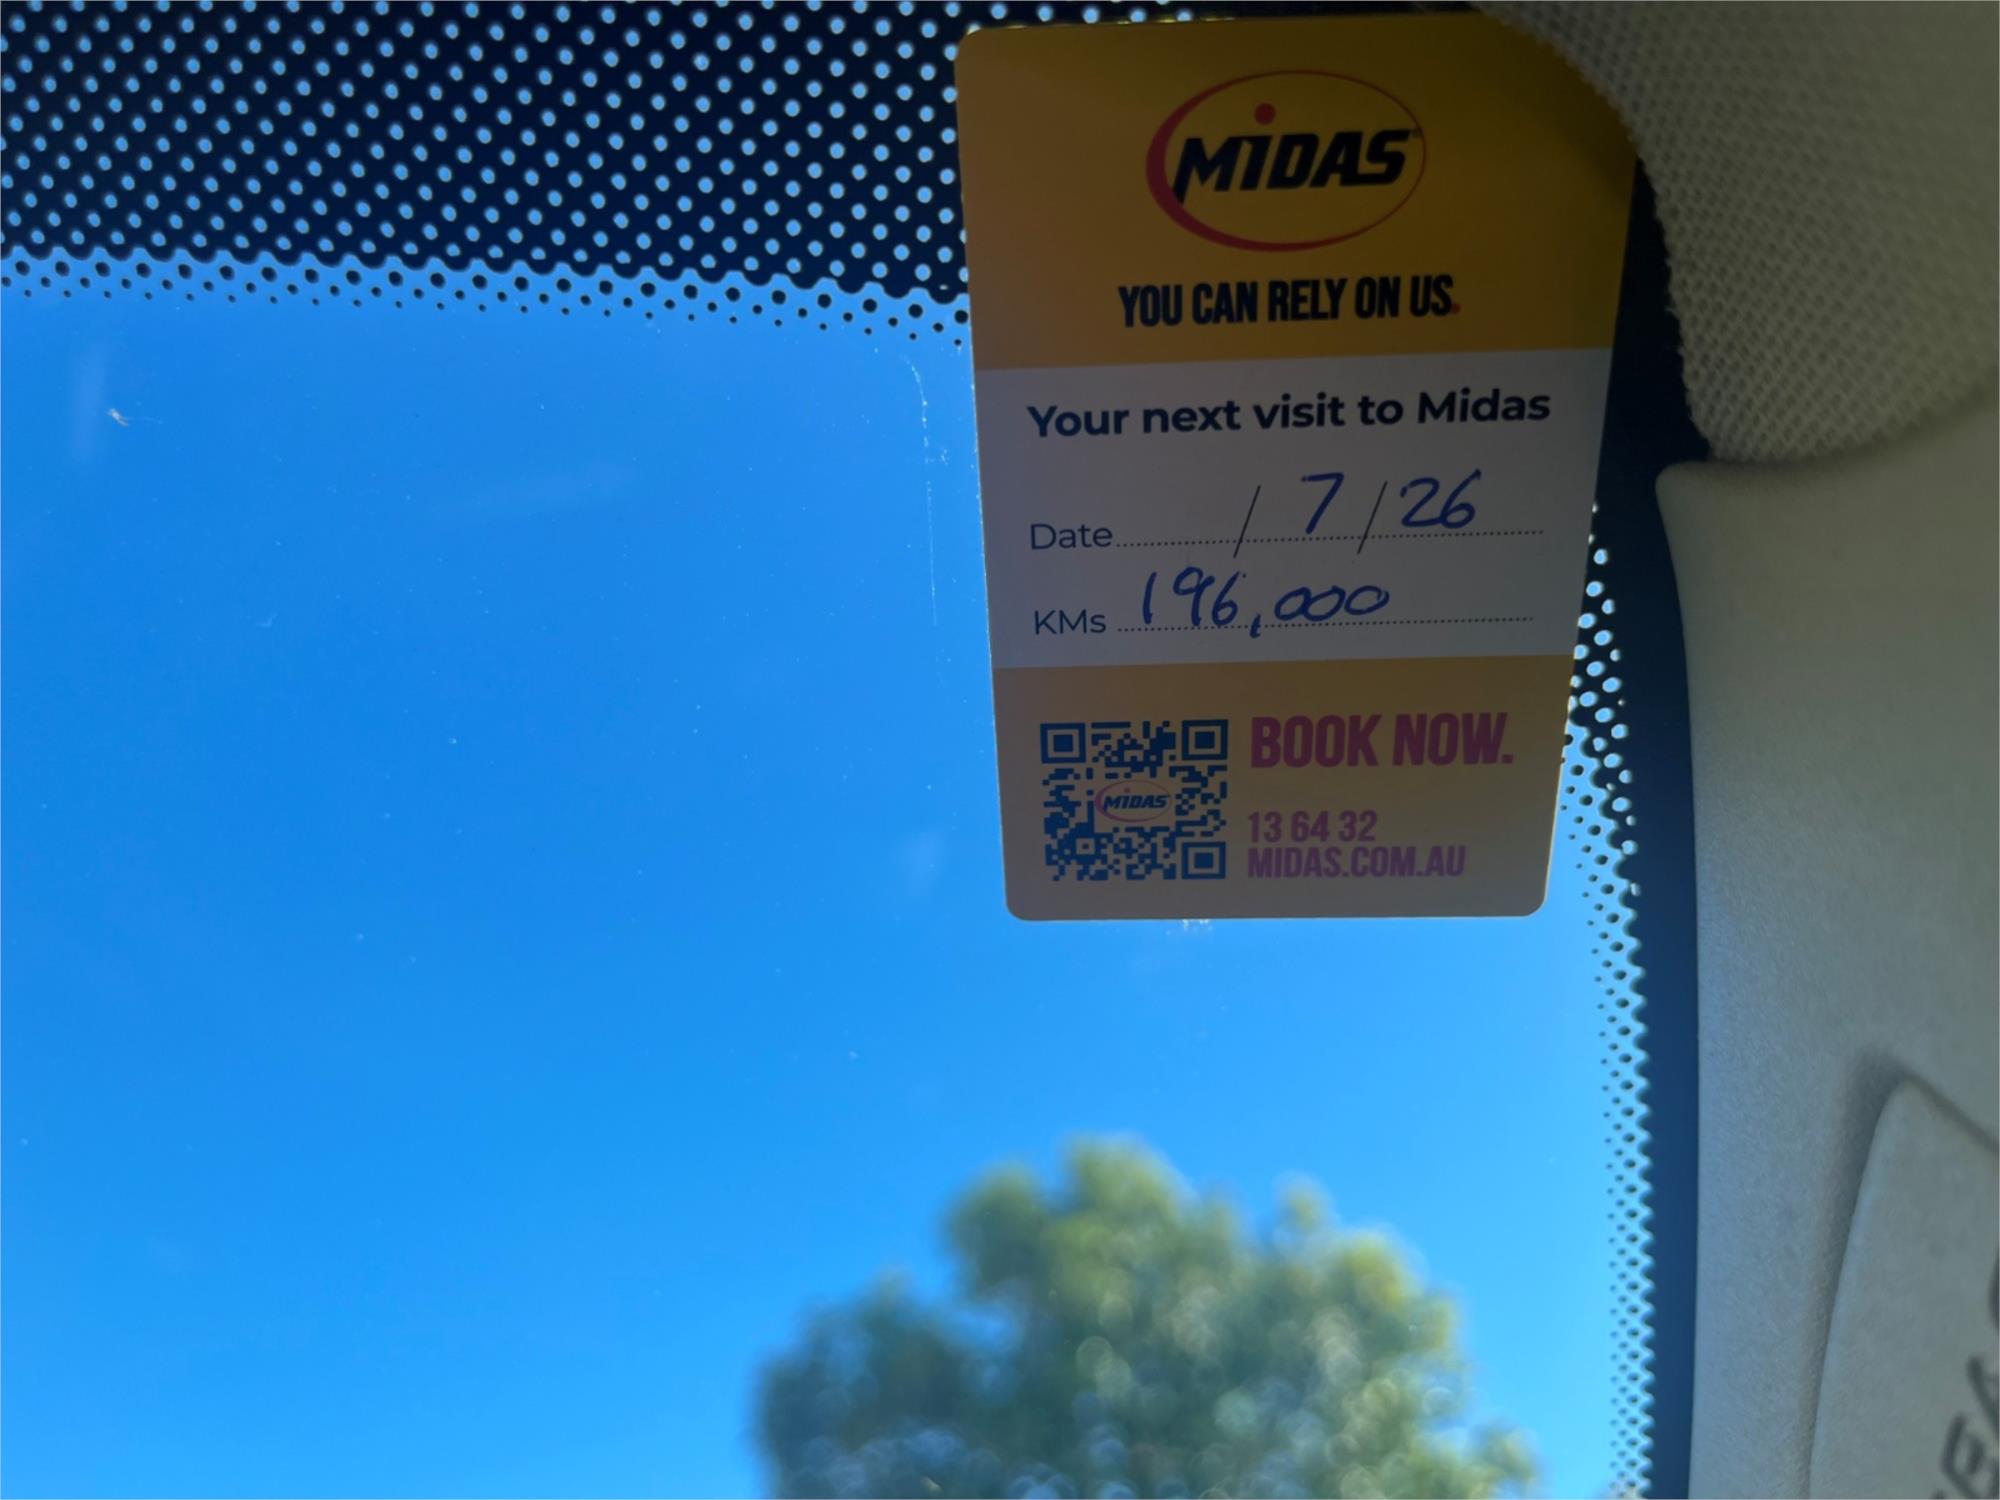 MIDAS
YOU CAN RELY ON US.
Your next visit to Midas
Date / 7 / 26
KMs 196,000
MIDAS
BOOK NOW.
13 64 32
MIDAS.COM.AU